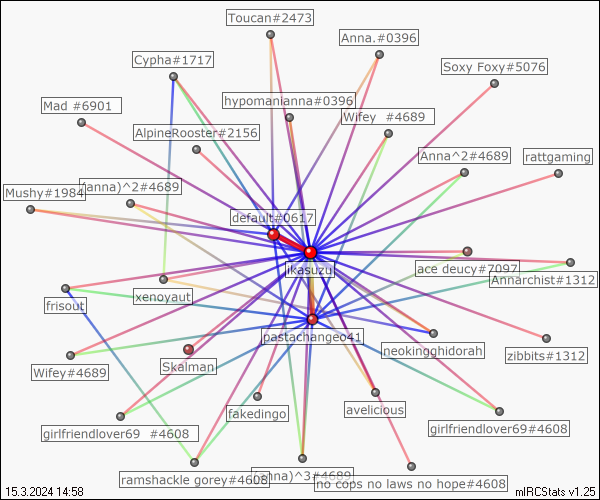 Toucan#2473
Anna.#0396
Cypha#1717
Soxy Foxy#5076
Mad #6901
hypomanianna#0396
Wifey  #4689
AlpineRooster#2156
Anna^2#4689
rattgaming
Mushy#1984
(anna)^2#4689
default#0617
jikasuzu
ace deucy#7097
Annarchist#1312
frisout
xenoyaut
pastachangeo41
neokingghidorah
zibbits#1312
Wifey#4689
Skalman
fakedingo
avelicious
girlfriendlover69  #4608
girlfriendlover69#4608
ramshackle gorey#4608
(anna)^3#4689
no cops no laws no hope#4608
15.3.2024 14:58
mIRCStats v1.25